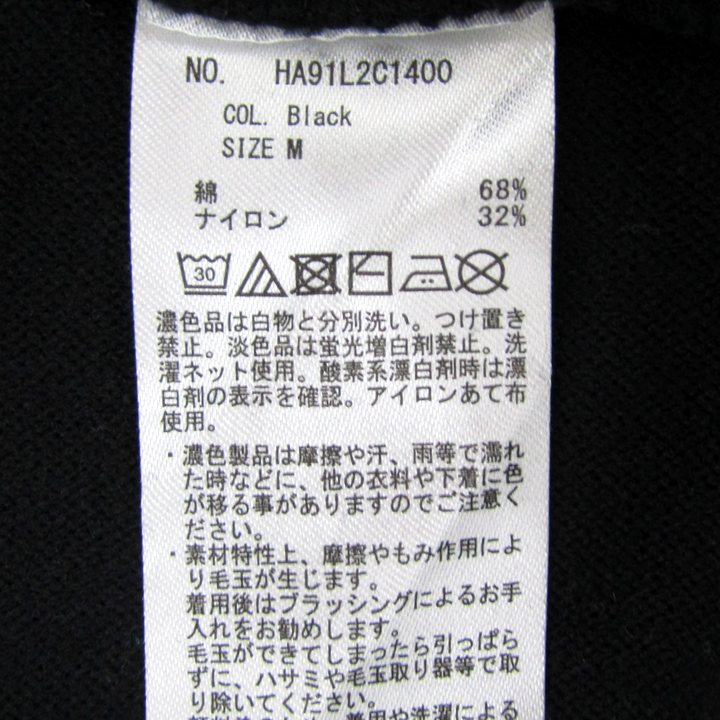 NO. HA91L2C1400
COL. Black
SIZE M
綿 68%
ナイロン 32%
30
濃色品は白物と分別洗い。つけ置き
禁止。淡色品は蛍光増白剤禁止。洗
濯ネット使用。酸素系漂白剤時は漂
白剤の表示を確認。アイロンあて布
使用。
・濃色製品は摩擦や汗、雨等で濡れ
た時などに、他の衣料や下着に色
が移る事がありますのでご注意く
ださい。
・素材特性上、摩擦やもみ作用によ
り毛玉が生じます。
着用後はブラッシングによるお手
入れをお勧めします。
毛玉ができてしまったら引っぱら
ずに、ハサミや毛玉取り器等で取
り除いてください。
着用や洗濯による